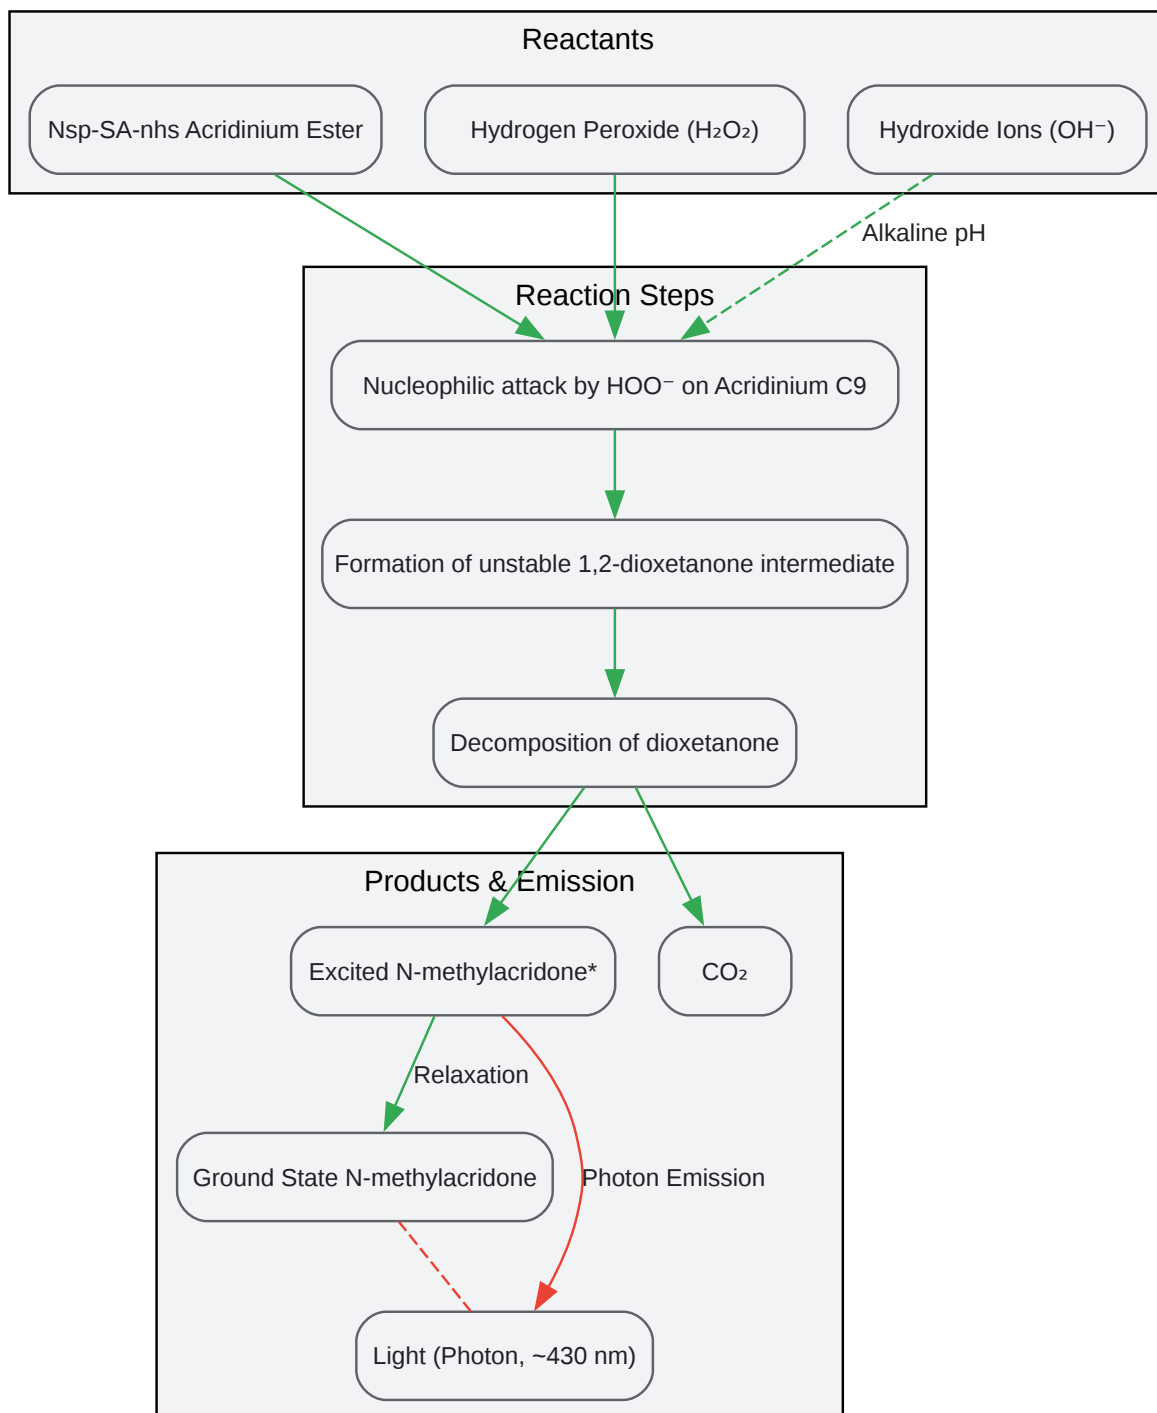 Reactants
Nsp-SA-nhs Acridinium Ester
Hydrogen Peroxide (H₂O₂)
Hydroxide Ions (OH⁻)
Alkaline pH
Reaction Steps
Nucleophilic attack by HOO⁻ on Acridinium C9
Formation of unstable 1,2-dioxetanone intermediate
Decomposition of dioxetanone
Products & Emission
Excited N-methylacridone*
CO₂
Relaxation
Ground State N-methylacridone
Photon Emission
Light (Photon, ~430 nm)